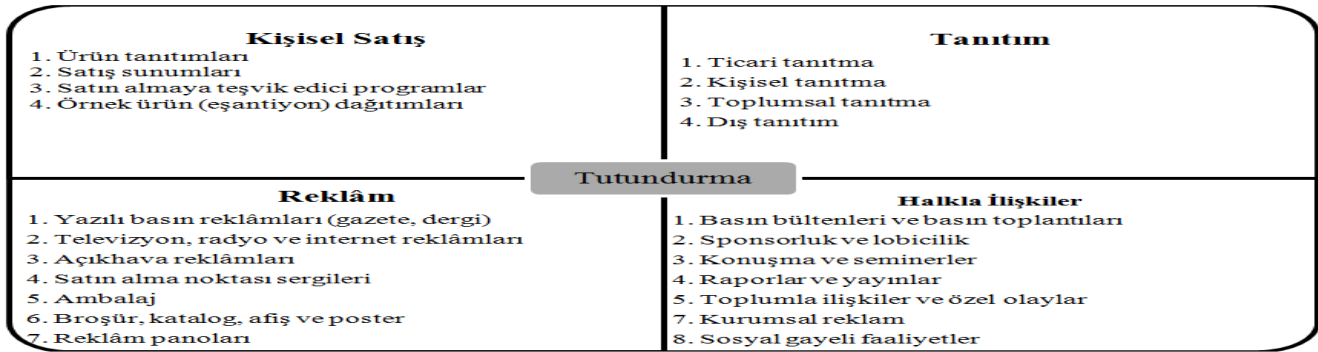 Kişisel Satış
1. Ürün tanıtımları
2. Satış sunumları
3. Satın almaya teşvik edici programlar
4. Örnek ürün (eşantiyon) dağıtımları
Tanıtım
1. Ticari tanıtma
2. Kişisel tanıtma
3. Toplumsal tanıtma
4. Dış tanıtım
Tutundurma
Reklâm
1. Yazılı basın reklâmları (gazete, dergi)
2. Televizyon, radyo ve internet reklâmları
3. Açıkhava reklâmları
4. Satın alma noktası sergileri
5. Ambalaj
6. Broşür, katalog, afiş ve poster
7. Reklâm panoları
Halkla İlişkiler
1. Basın bültenleri ve basın toplantıları
2. Sponsorluk ve lobicilik
3. Konuşma ve seminerler
4. Raporlar ve yayınlar
5. Toplumla ilişkiler ve özel olaylar
7. Kurumsal reklam
8. Sosyal gayeli faaliyetler